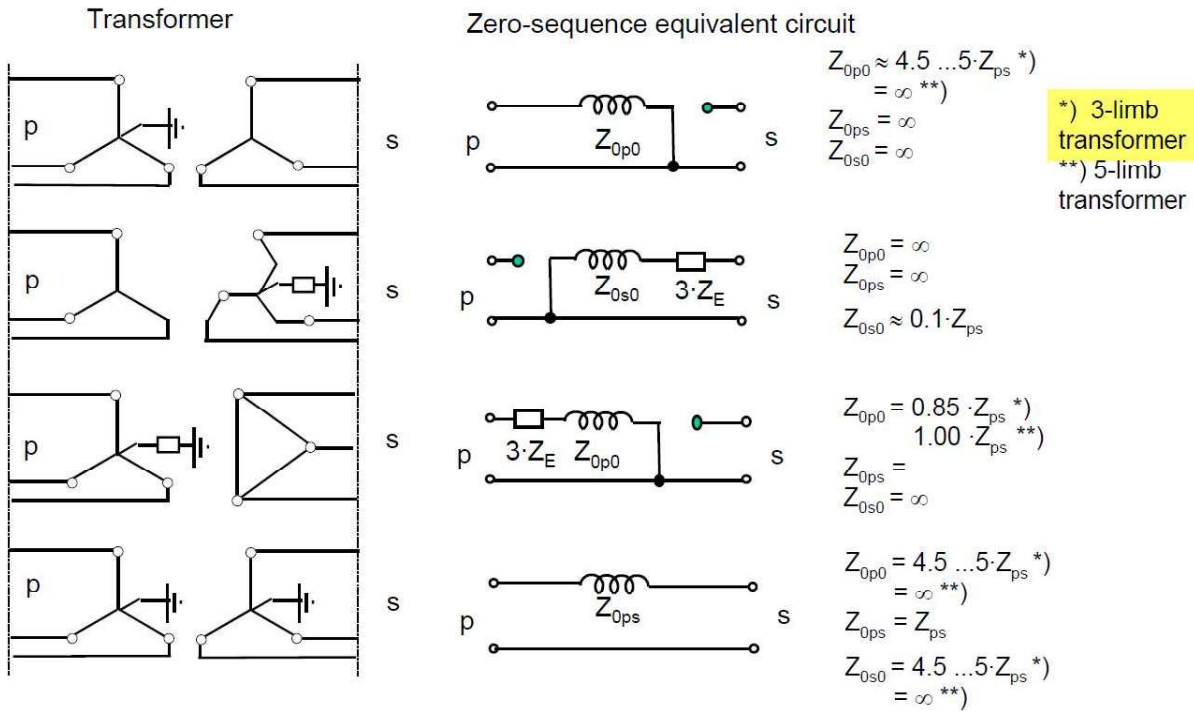 Transformer
Zero-sequence equivalent circuit
p
s
p
Z0p0
s
Z0p0 ≈ 4.5 ...5·Zps *)
= ∞ **)
Z0ps = ∞
Z0s0 = ∞
*) 3-limb
transformer
**) 5-limb
transformer
p
s
p
Z0s0
3·ZE
s
Z0p0 = ∞
Z0ps = ∞
Z0s0 ≈ 0.1·Zps
p
s
p
3·ZE
Z0p0
s
Z0p0 = 0.85 ·Zps *)
1.00 ·Zps **)
Z0ps =
Z0s0 = ∞
p
s
p
Z0ps
s
Z0p0 = 4.5 ...5·Zps *)
= ∞ **)
Z0ps = Zps
Z0s0 = 4.5 ...5·Zps *)
= ∞ **)